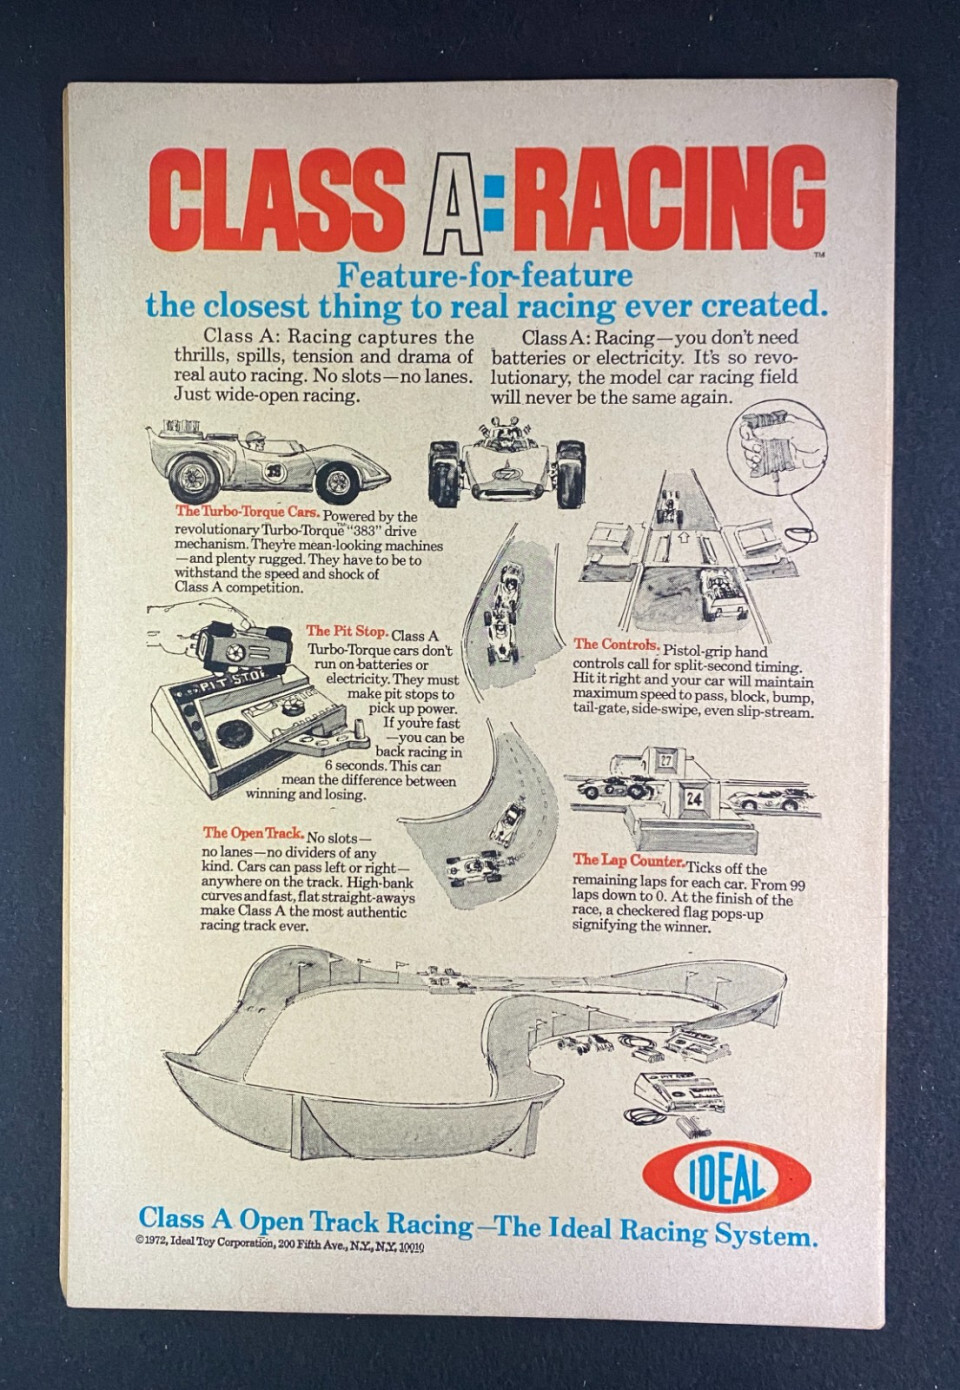 CLASS A: RACING
TM
Feature-for-feature
the closest thing to real racing ever created.
Class A: Racing captures the
thrills, spills, tension and drama of
real auto racing. No slots—no lanes.
Just wide-open racing.
Class A: Racing—you don't need
batteries or electricity. It's so revo-
lutionary, the model car racing field
will never be the same again.
The Turbo-Torque Cars. Powered by the
revolutionary Turbo-Torque™ "383" drive
mechanism. They're mean-looking machines
—and plenty rugged. They have to be to
withstand the speed and shock of
Class A competition.
PIT STOP
The Pit Stop. Class A
Turbo-Torque cars don't
run on batteries or
electricity. They must
make pit stops to
pick up power.
If you're fast
—you can be
back racing in
6 seconds. This can
mean the difference between
winning and losing.
The Controls. Pistol-grip hand
controls call for split-second timing.
Hit it right and your car will maintain
maximum speed to pass, block, bump,
tail-gate, side-swipe, even slip-stream.
27
24
The Open Track. No slots—
no lanes—no dividers of any
kind. Cars can pass left or right—
anywhere on the track. High-bank
curves and fast, flat straight-aways
make Class A the most authentic
racing track ever.
The Lap Counter. Ticks off the
remaining laps for each car. From 99
laps down to 0. At the finish of the
race, a checkered flag pops-up
signifying the winner.
PIT STOP
IDEAL
Class A Open Track Racing—The Ideal Racing System.
©1972, Ideal Toy Corporation, 200 Fifth Ave., N.Y., N.Y. 10010